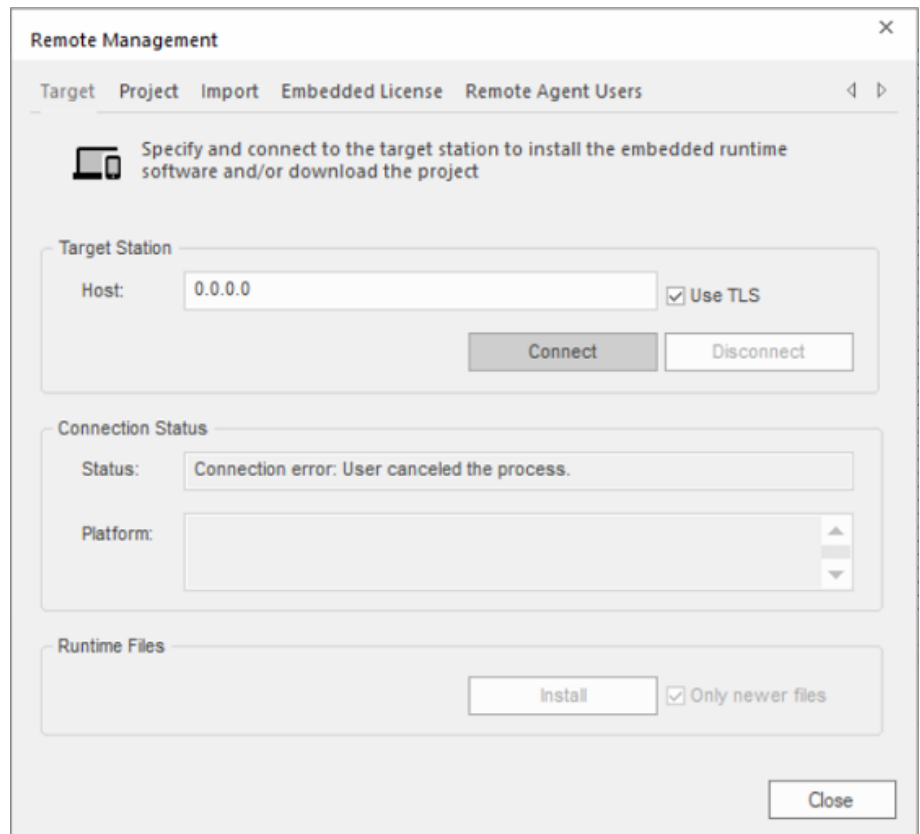 Remote Management
Target Project Import Embedded License Remote Agent Users
Specify and connect to the target station to install the embedded runtime
software and/or download the project
Target Station
Host: 0.0.0.0 Use TLS
Connect Disconnect
Connection Status
Status: Connection error: User canceled the process.
Platform:
Runtime Files
Install Only newer files
Close